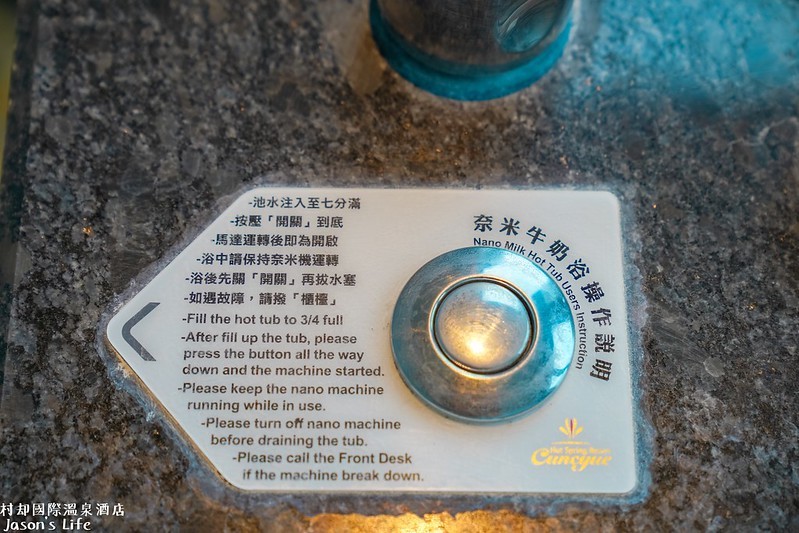 -池水注入至七分滿
-按壓「開關」到底
-馬達運轉後即為開啟
-浴中請保持奈米機運轉
-浴後先關「開關」再拔水塞
-如遇故障，請撥「櫃檯」
-Fill the hot tub to 3/4 full
-After fill up the tub, please
press the button all the way
down and the machine started.
-Please keep the nano machine
running while in use.
-Please turn off nano machine
before draining the tub.
-Please call the Front Desk
if the machine break down.
奈米牛奶浴操作說明
Nano Milk Hot Tub Users Instruction
Hot Spring Resort
Cuncyue
村却國際溫泉酒店
Jason's Life